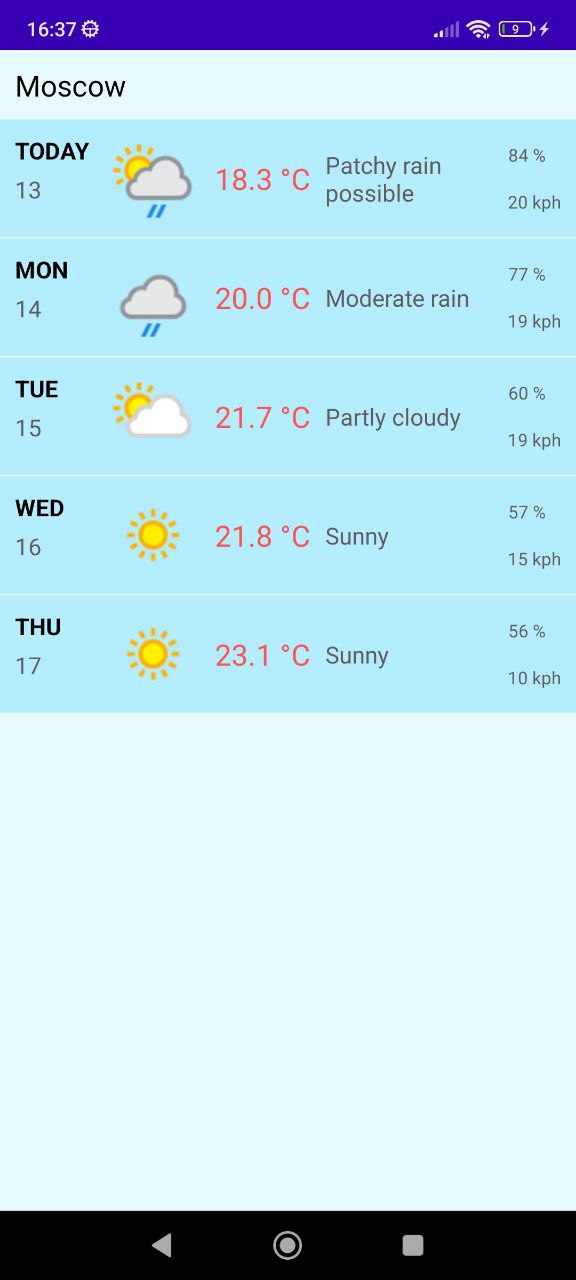 16:37
9
Moscow
TODAY
13
18.3 °C
Patchy rain
possible
84 %
20 kph
MON
14
20.0 °C
Moderate rain
77 %
19 kph
TUE
15
21.7 °C
Partly cloudy
60 %
19 kph
WED
16
21.8 °C
Sunny
57 %
15 kph
THU
17
23.1 °C
Sunny
56 %
10 kph